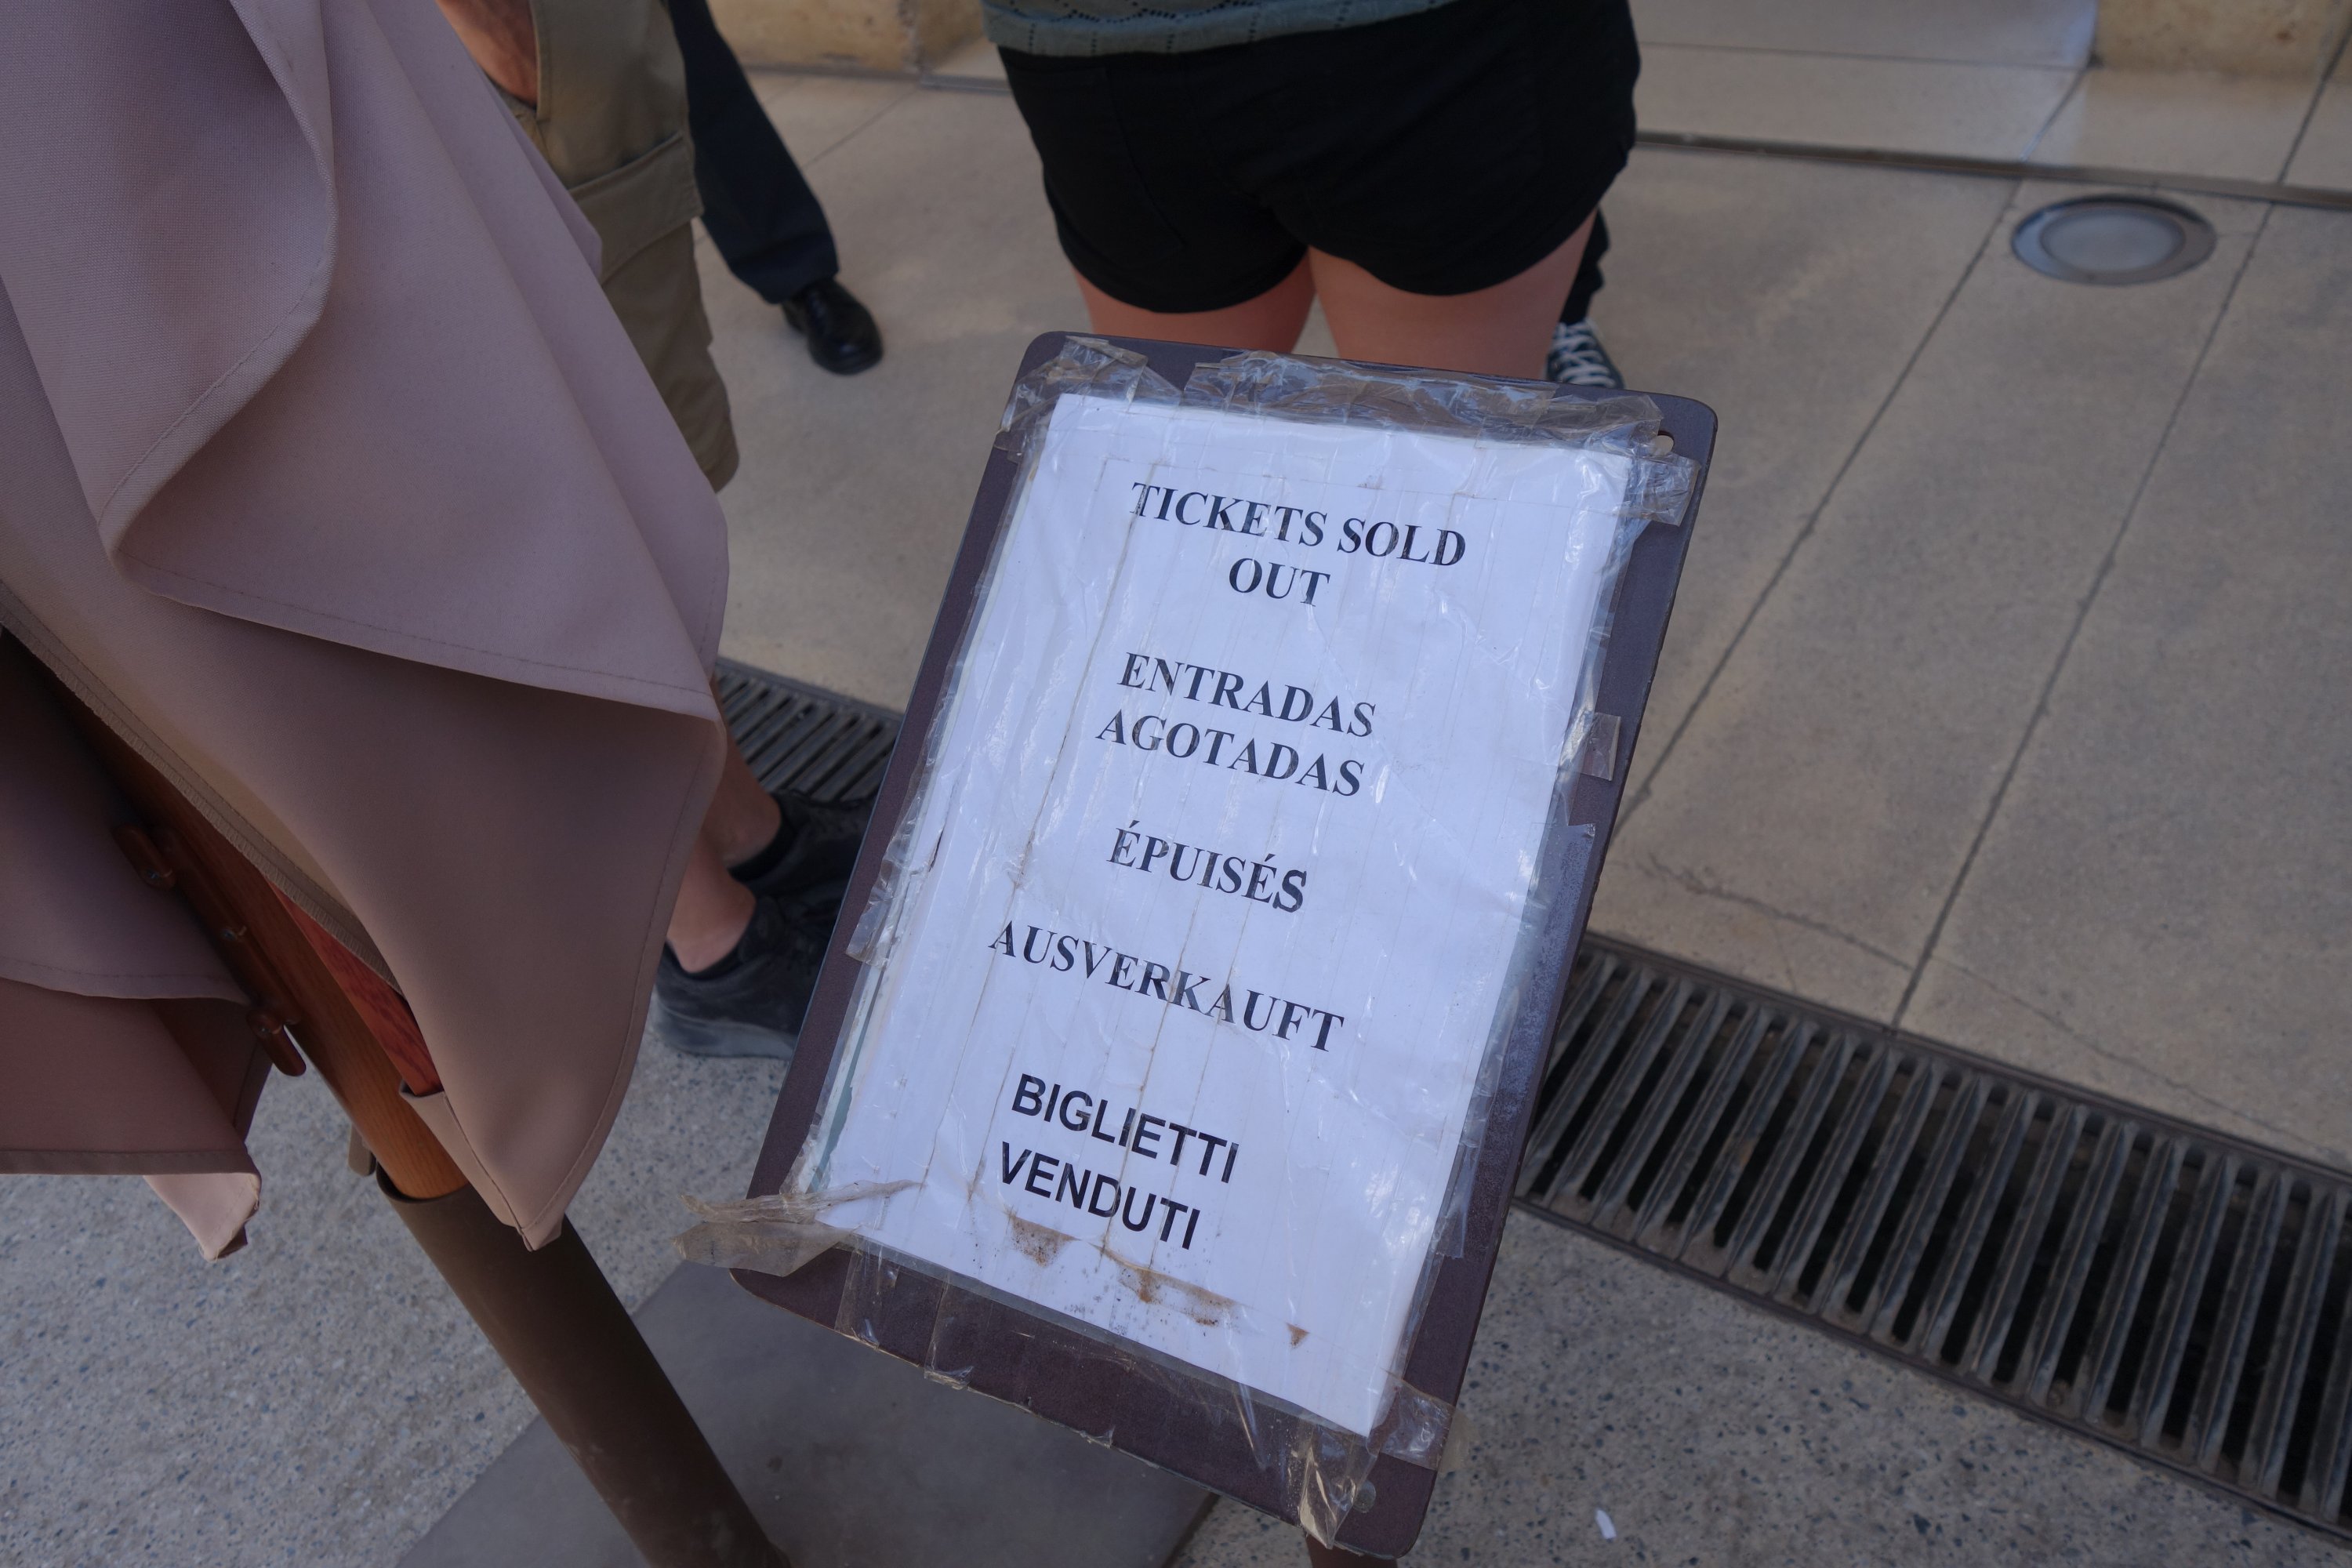 TICKETS SOLD
OUT
ENTRADAS
AGOTADAS
ÉPUISÉS
AUSVERKAUFT
BIGLIETTI
VENDUTI